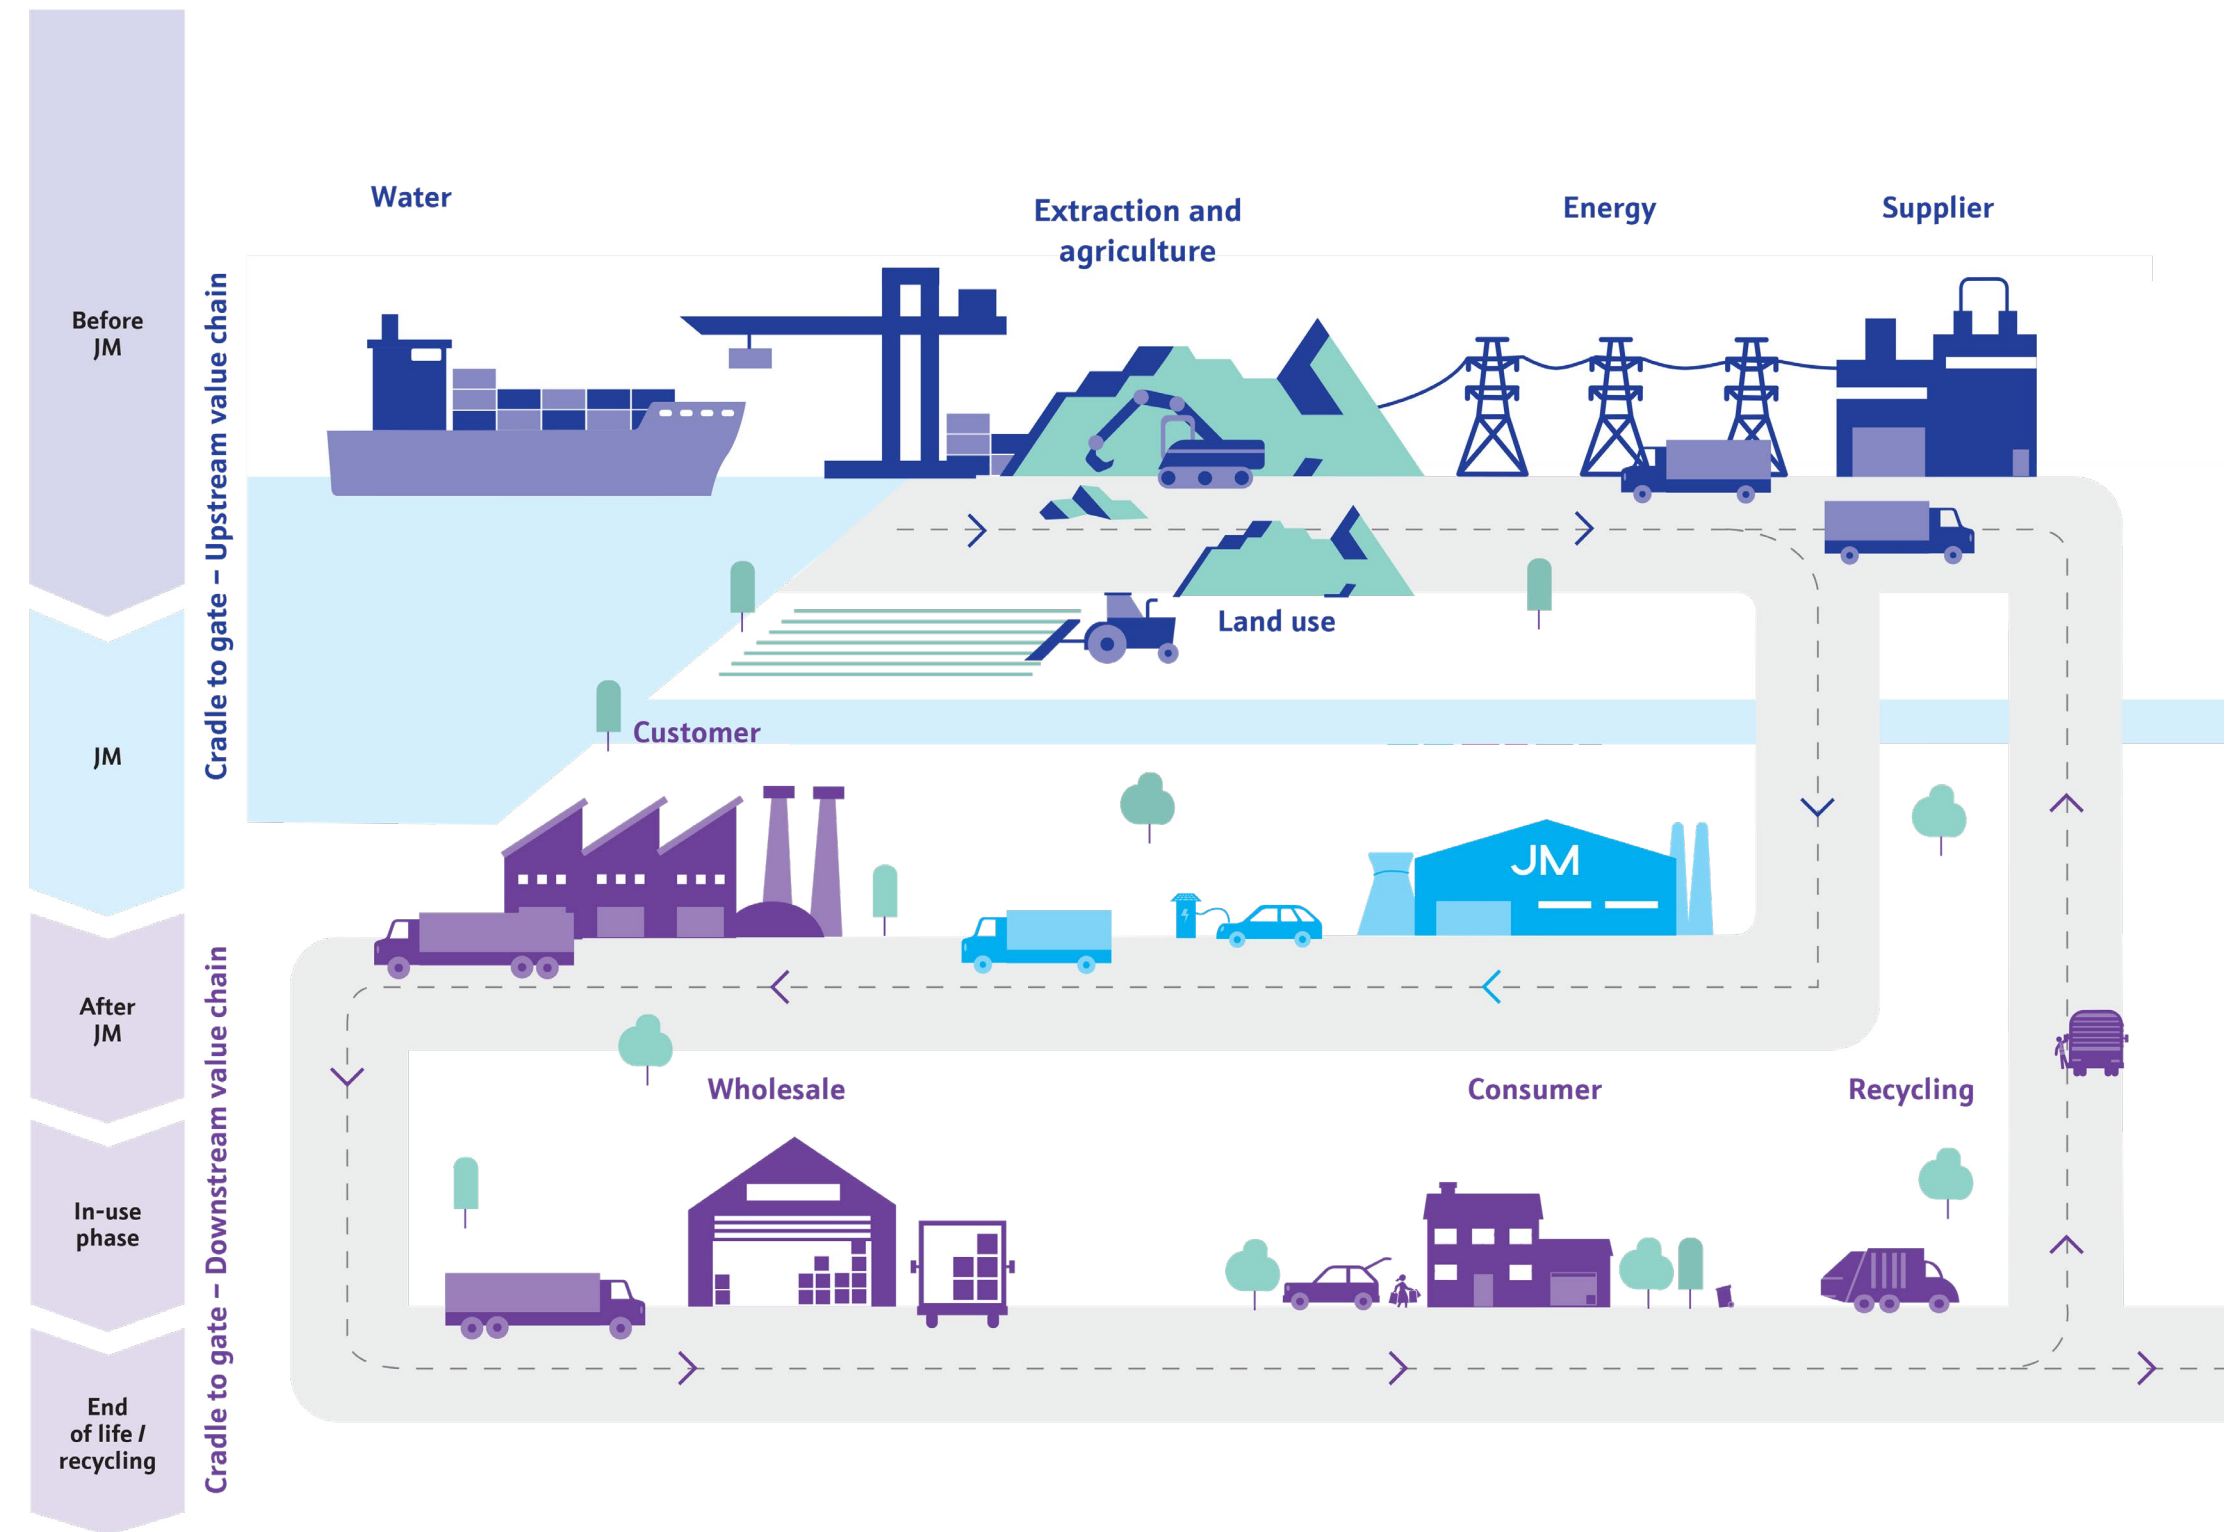 Before
JM
JM
After
JM
In-use
phase
End
of life /
recycling
Cradle to gate – Upstream value chain
Cradle to gate – Downstream value chain
Water
Extraction and
agriculture
Energy
Supplier
Land use
Customer
JM
Wholesale
Consumer
Recycling